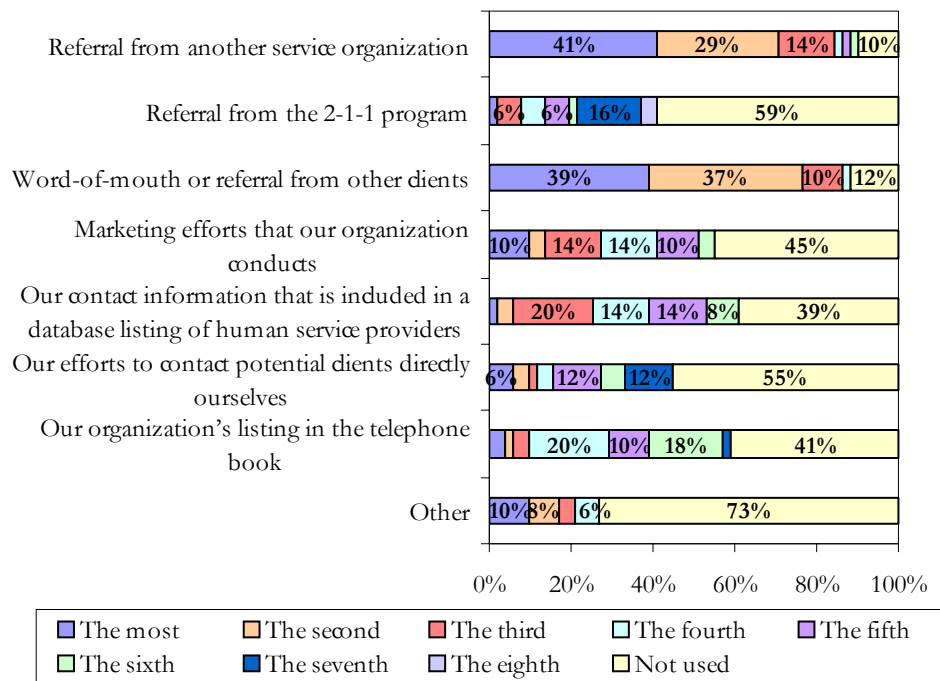 Referral from another service organization
41% 29% 14% 10%
Referral from the 2-1-1 program
6% 6% 16% 59%
Word-of-mouth or referral from other clients
39% 37% 10% 12%
Marketing efforts that our organization
conducts
10% 14% 14% 10% 45%
Our contact information that is included in a
database listing of human service providers
20% 14% 14% 8% 39%
Our efforts to contact potential clients directly
ourselves
6% 12% 12% 55%
Our organization’s listing in the telephone
book
20% 10% 18% 41%
Other
10% 8% 6% 73%
0% 20% 40% 60% 80% 100%
The most The second The third The fourth The fifth
The sixth The seventh The eighth Not used